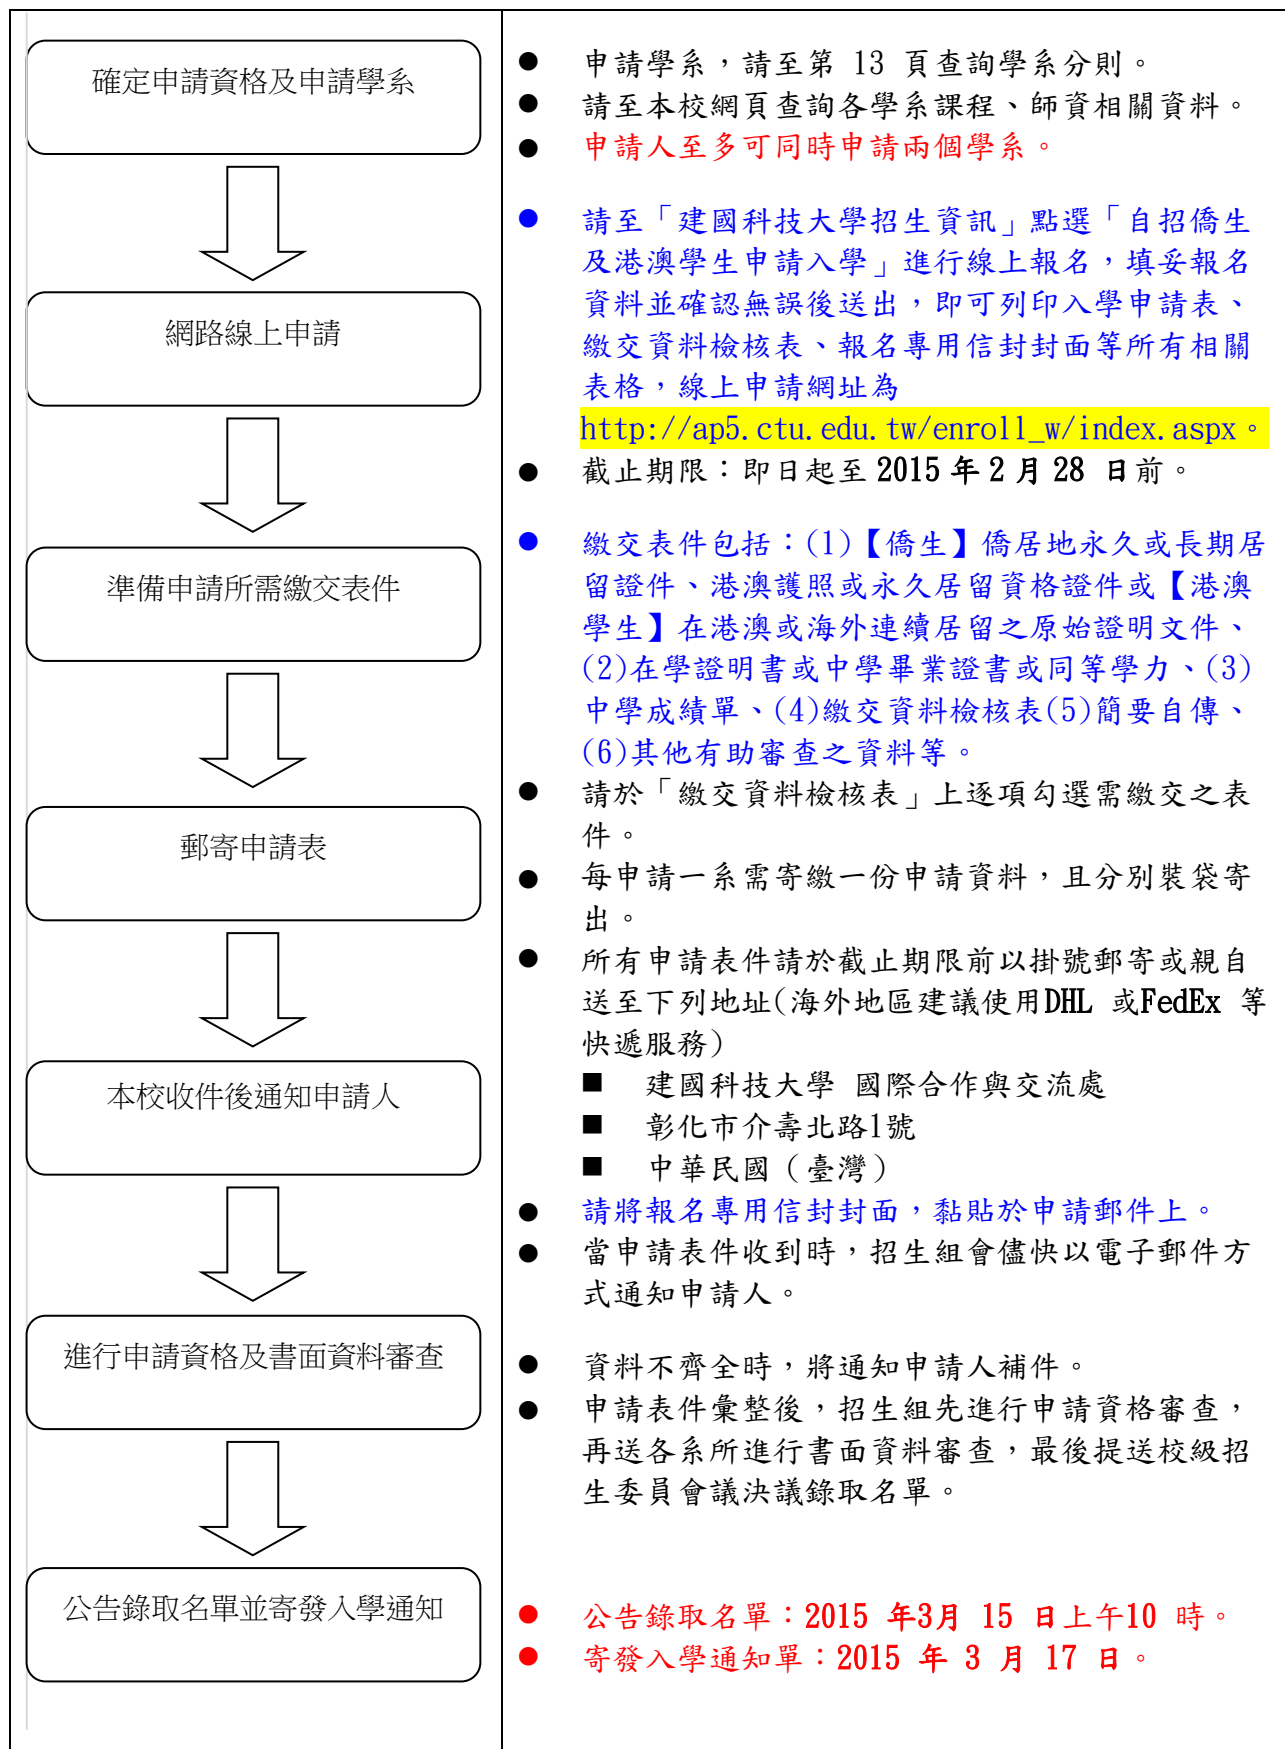 確定申請資格及申請學系
● 申請學系，請至第 13 頁查詢學系分則。
● 請至本校網頁查詢各學系課程、師資相關資料。
● 申請人至多可同時申請兩個學系。
網路線上申請
● 請至「建國科技大學招生資訊」點選「自招僑生
及港澳學生申請入學」進行線上報名，填妥報名
資料並確認無誤後送出，即可列印入學申請表、
繳交資料檢核表、報名專用信封封面等所有相關
表格，線上申請網址為
http://ap5.ctu.edu.tw/enroll_w/index.aspx。
● 截止期限：即日起至 2015 年 2 月 28 日前。
準備申請所需繳交表件
● 繳交表件包括：(1)【僑生】僑居地永久或長期居
留證件、港澳護照或永久居留資格證件或【港澳
學生】在港澳或海外連續居留之原始證明文件、
(2)在學證明書或中學畢業證書或同等學力、(3)
中學成績單、(4)繳交資料檢核表(5)簡要自傳、
(6)其他有助審查之資料等。
● 請於「繳交資料檢核表」上逐項勾選需繳交之表
件。
郵寄申請表
● 每申請一系需寄繳一份申請資料，且分別裝袋寄
出。
● 所有申請表件請於截止期限前以掛號郵寄或親自
送至下列地址(海外地區建議使用DHL 或FedEx 等
快遞服務)
■ 建國科技大學 國際合作與交流處
■ 彰化市介壽北路1號
■ 中華民國（臺灣）
本校收件後通知申請人
● 請將報名專用信封封面，黏貼於申請郵件上。
● 當申請表件收到時，招生組會儘快以電子郵件方
式通知申請人。
進行申請資格及書面資料審查
● 資料不齊全時，將通知申請人補件。
● 申請表件彙整後，招生組先進行申請資格審查，
再送各系所進行書面資料審查，最後提送校級招
生委員會議決議錄取名單。
公告錄取名單並寄發入學通知
● 公告錄取名單：2015 年3月 15 日上午10 時。
● 寄發入學通知單：2015 年 3 月 17 日。